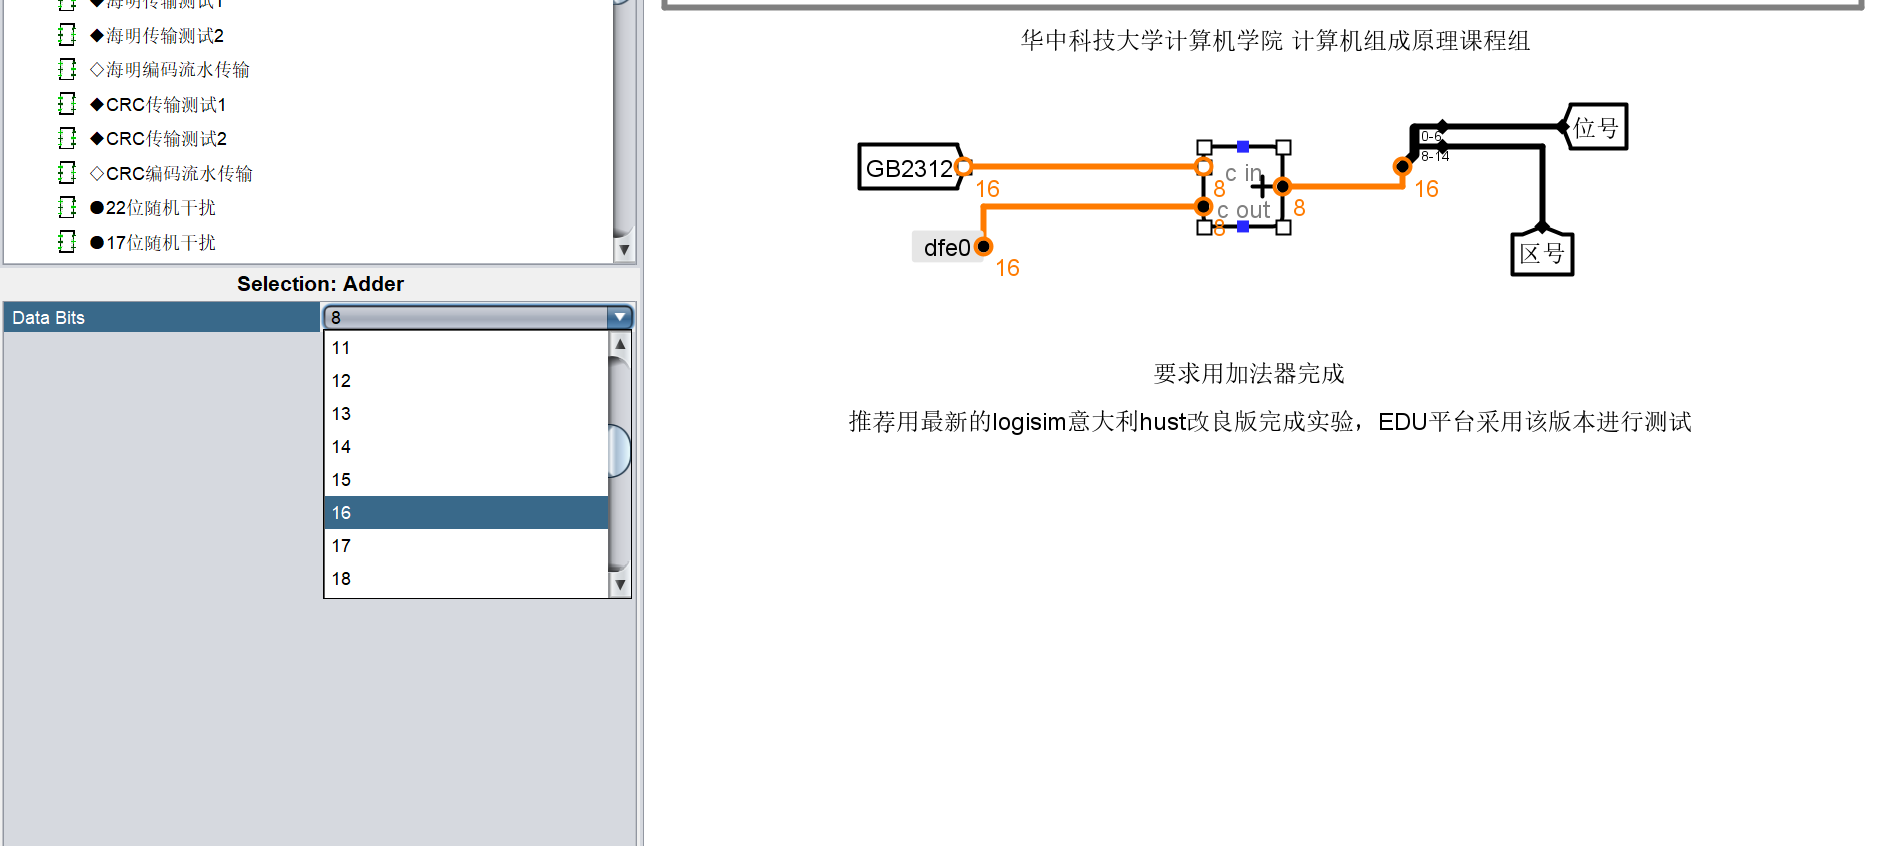 ◆海明传输测试1
◆海明传输测试2
◇海明编码流水传输
◆CRC传输测试1
◆CRC传输测试2
◇CRC编码流水传输
●22位随机干扰
●17位随机干扰
Selection: Adder
Data Bits
8
11
12
13
14
15
16
17
18
华中科技大学计算机学院 计算机组成原理课程组
GB2312
16
dfe0
16
8
c in
c out
8
8
16
0-6
8-14
位号
区号
要求用加法器完成
推荐用最新的logisim意大利hust改良版完成实验，EDU平台采用该版本进行测试